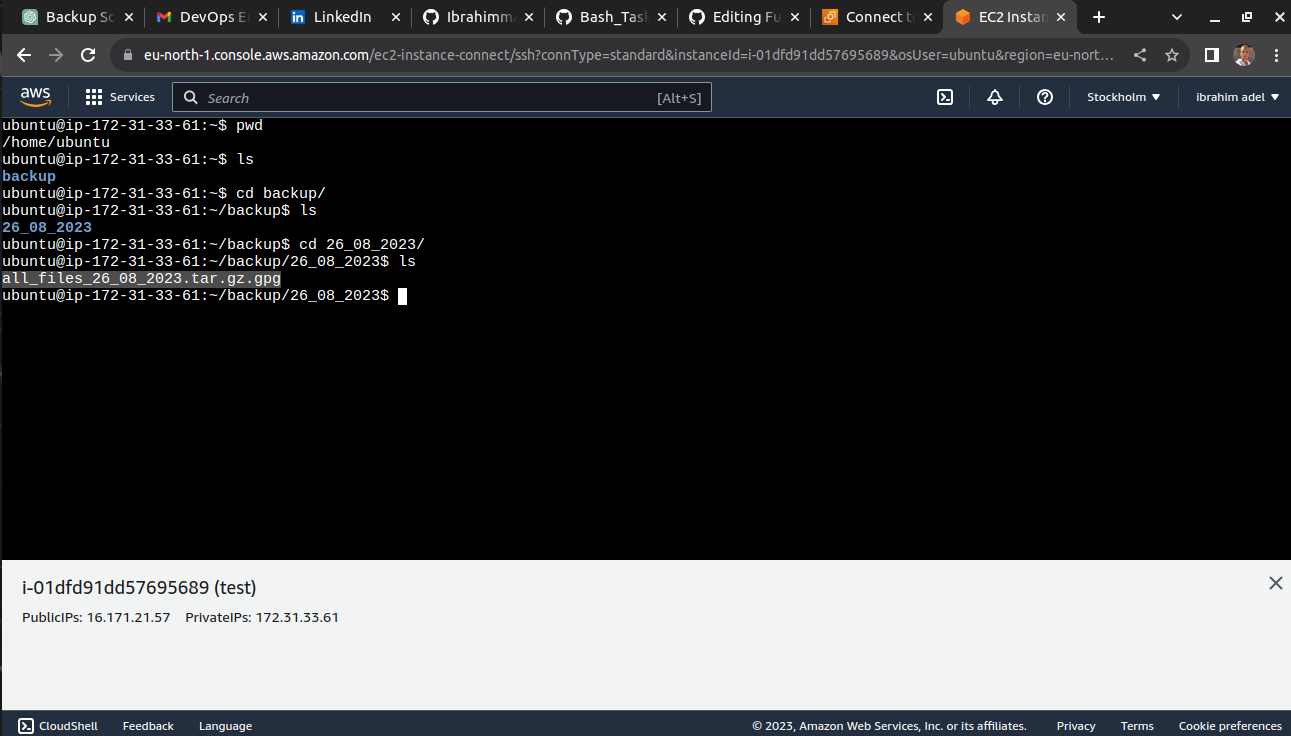 Backup Sc
DevOps E
LinkedIn
Ibrahimm
Bash_Task
Editing Fu
Connect t
EC2 Instan
eu-north-1.console.aws.amazon.com/ec2-instance-connect/ssh?connType=standard&instanceId=i-01dfd91dd57695689&osUser=ubuntu&region=eu-nort...
aws
Services
Search
[Alt+S]
Stockholm
ibrahim adel
ubuntu@ip-172-31-33-61:~$ pwd
/home/ubuntu
ubuntu@ip-172-31-33-61:~$ ls
backup
ubuntu@ip-172-31-33-61:~$ cd backup/
ubuntu@ip-172-31-33-61:~/backup$ ls
26_08_2023
ubuntu@ip-172-31-33-61:~/backup$ cd 26_08_2023/
ubuntu@ip-172-31-33-61:~/backup/26_08_2023$ ls
all_files_26_08_2023.tar.gz.gpg
ubuntu@ip-172-31-33-61:~/backup/26_08_2023$
i-01dfd91dd57695689 (test)
PublicIPs: 16.171.21.57 PrivateIPs: 172.31.33.61
CloudShell
Feedback
Language
© 2023, Amazon Web Services, Inc. or its affiliates.
Privacy
Terms
Cookie preferences